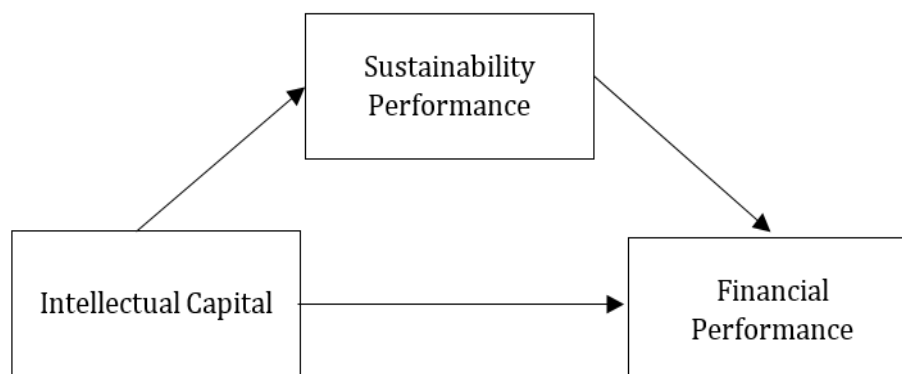 Sustainability
Performance
Intellectual Capital
Financial
Performance